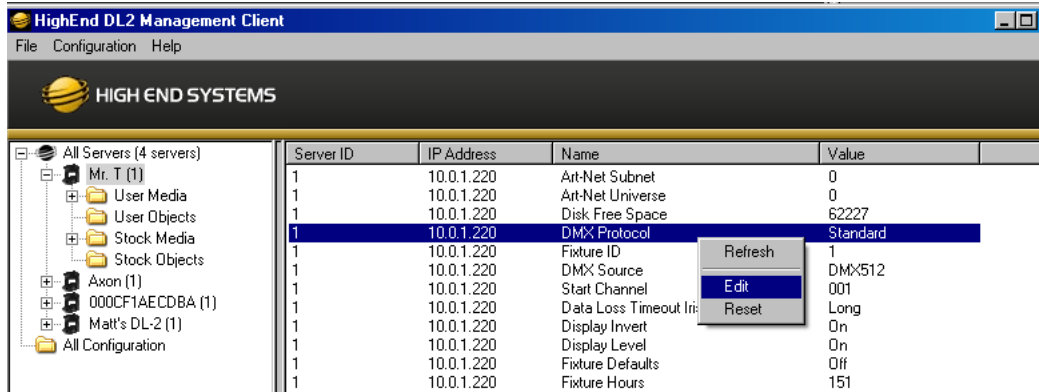 HighEnd DL2 Management Client
File Configuration Help
HIGH END SYSTEMS
All Servers (4 servers)
Mr. T (1)
User Media
User Objects
Stock Media
Stock Objects
Axon (1)
000CF1AECDBA (1)
Matt's DL-2 (1)
All Configuration
Server ID IP Address Name Value
1 10.0.1.220 Art-Net Subnet 0
1 10.0.1.220 Art-Net Universe 0
1 10.0.1.220 Disk Free Space 62227
1 10.0.1.220 DMX Protocol Standard
1 10.0.1.220 Fixture ID 1
1 10.0.1.220 DMX Source DMX512
1 10.0.1.220 Start Channel 001
1 10.0.1.220 Data Loss Timeout Iri Long
1 10.0.1.220 Display Invert On
1 10.0.1.220 Display Level On
1 10.0.1.220 Fixture Defaults Off
1 10.0.1.220 Fixture Hours 151
Refresh
Edit
Reset